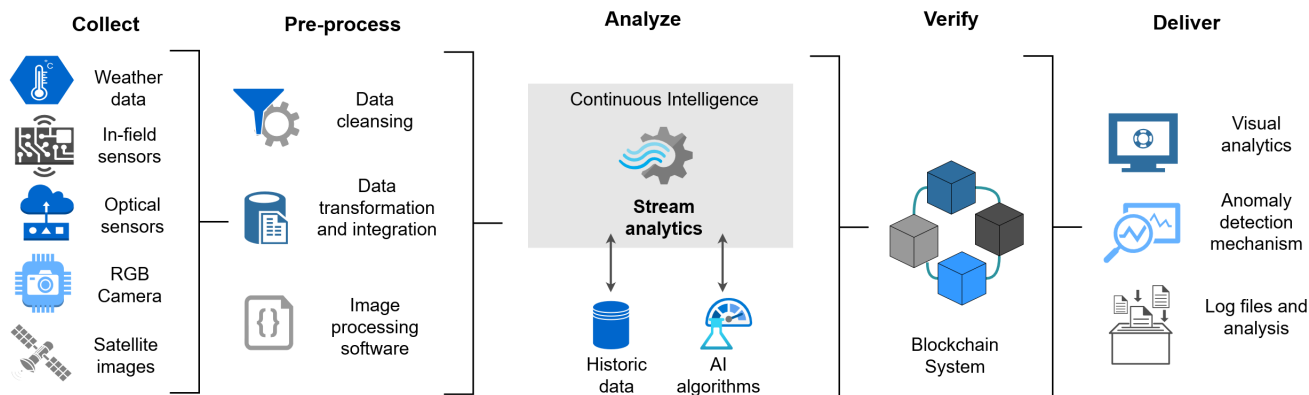 Collect
Weather
data
In-field
sensors
Optical
sensors
RGB
Camera
Satellite
images
Pre-process
Data
cleansing
Data
transformation
and integration
Image
processing
software
Analyze
Continuous Intelligence
Stream
analytics
Historic
data
AI
algorithms
Verify
Blockchain
System
Deliver
Visual
analytics
Anomaly
detection
mechanism
Log files and
analysis
°C
{}